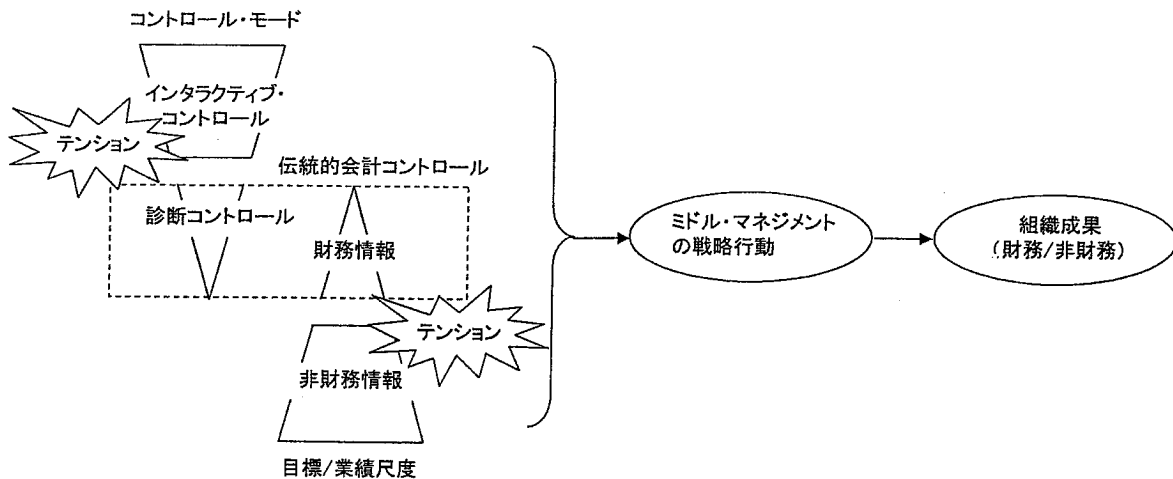 コントロール・モード
インタラクティブ・
コントロール
テンション
伝統的会計コントロール
診断コントロール
財務情報
テンション
非財務情報
目標/業績尺度
ミドル・マネジメント
の戦略行動
組織成果
(財務/非財務)